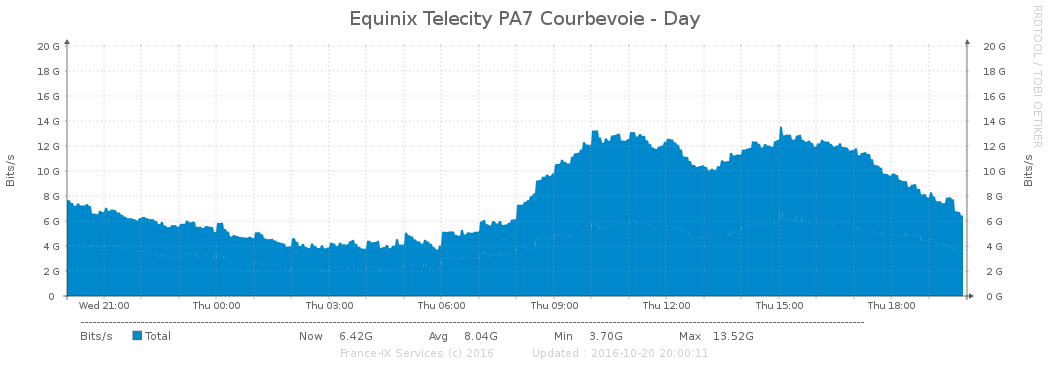 Equinix Telecity PA7 Courbevoie - Day
RRDTOOL / TOBI OETIKER
Bits/s
20 G
18 G
16 G
14 G
12 G
10 G
8 G
6 G
4 G
2 G
0
20 G
18 G
16 G
14 G
12 G
10 G
8 G
6 G
4 G
2 G
0 G
Bits/s
Wed 21:00 Thu 00:00 Thu 03:00 Thu 06:00 Thu 09:00 Thu 12:00 Thu 15:00 Thu 18:00
Bits/s Total Now 6.42G Avg 8.04G Min 3.70G Max 13.52G
France-IX Services (c) 2016 Updated : 2016-10-20 20:00:11